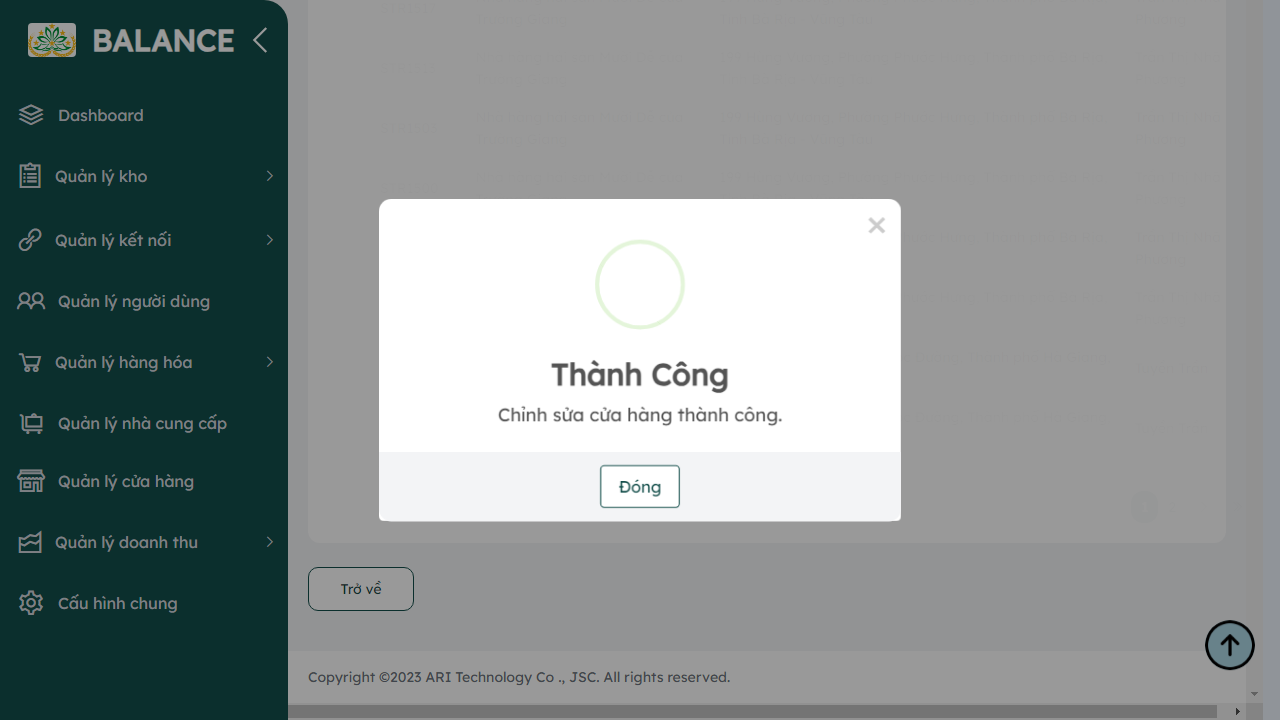 BALANCE
Dashboard
Quản lý kho
Quản lý kết nối
Quản lý người dùng
Quản lý hàng hóa
Quản lý nhà cung cấp
Quản lý cửa hàng
Quản lý doanh thu
Cấu hình chung
×
Thành Công
Chỉnh sửa cửa hàng thành công.
Đóng
Trở về
Copyright ©2023 ARI Technology Co ., JSC. All rights reserved.